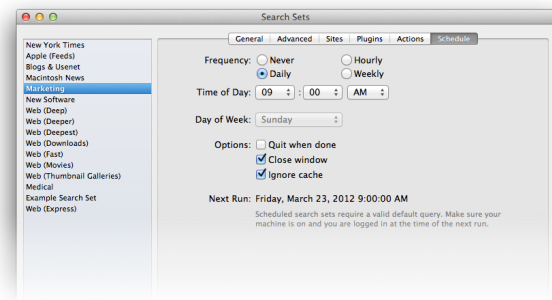 Search Sets
General Advanced Sites Plugins Actions Schedule
New York Times
Apple (Feeds)
Blogs & Usenet
Macintosh News
Marketing
New Software
Web (Deep)
Web (Deeper)
Web (Deepest)
Web (Downloads)
Web (Fast)
Web (Movies)
Web (Thumbnail Galleries)
Medical
Example Search Set
Web (Express)
Frequency: Never Hourly
Daily Weekly
Time of Day: 09 : 00 AM
Day of Week: Sunday
Options: Quit when done
Close window
Ignore cache
Next Run: Friday, March 23, 2012 9:00:00 AM
Scheduled search sets require a valid default query. Make sure your
machine is on and you are logged in at the time of the next run.